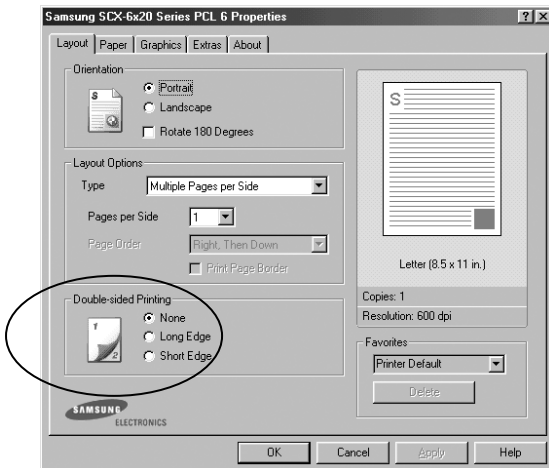 Samsung SCX-6x20 Series PCL 6 Properties
Layout Paper Graphics Extras About
Orientation
S
Portrait
Landscape
Rotate 180 Degrees
Layout Options
Type Multiple Pages per Side
Pages per Side 1
Page Order Right, Then Down
Print Page Border
Double-sided Printing
1
2
None
Long Edge
Short Edge
SAMSUNG
ELECTRONICS
S
Letter (8.5 x 11 in.)
Copies: 1
Resolution: 600 dpi
Favorites
Printer Default
Delete
OK Cancel Apply Help